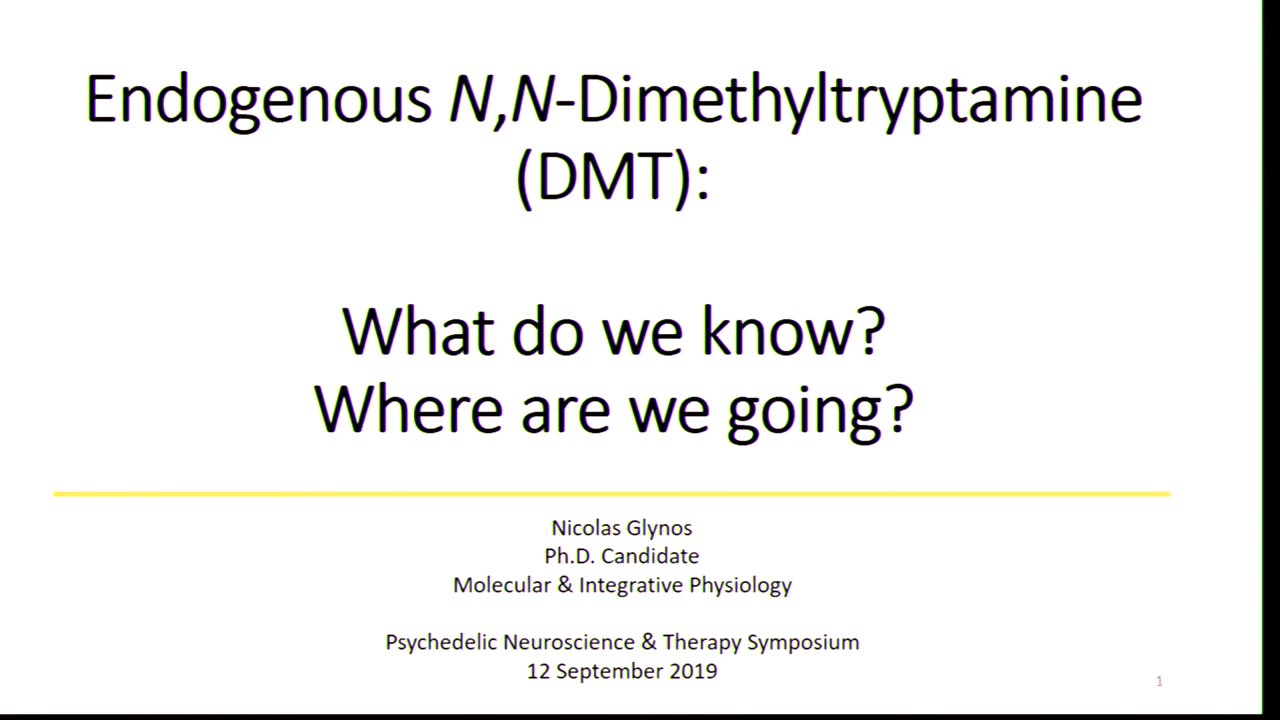 Endogenous N,N-Dimethyltryptamine
(DMT):
What do we know?
Where are we going?
Nicolas Glynos
Ph.D. Candidate
Molecular & Integrative Physiology
Psychedelic Neuroscience & Therapy Symposium
12 September 2019
1